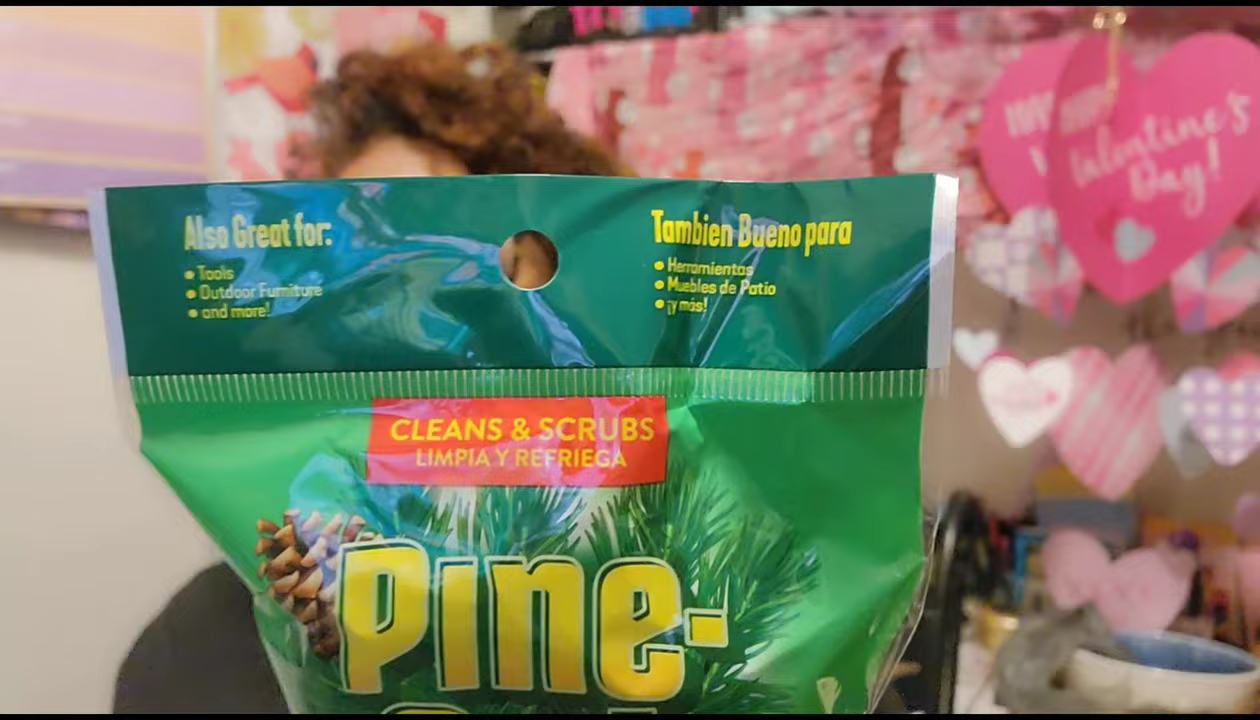 Also Great for:
• Tools
• Outdoor Furniture
• and more!
Tambien Bueno para
• Herramientas
• Muebles de Patio
• ¡y más!
CLEANS & SCRUBS
LIMPIA Y REFRIEGA
Pine-
Valentine's
Day!